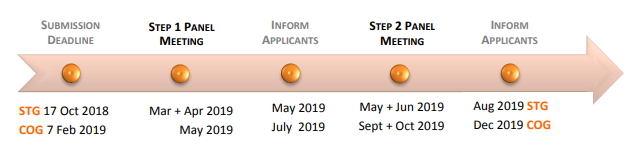 SUBMISSION
DEADLINE
STEP 1 PANEL
MEETING
INFORM
APPLICANTS
STEP 2 PANEL
MEETING
INFORM
APPLICANTS
STG 17 Oct 2018
COG 7 Feb 2019
Mar + Apr 2019
May 2019
May 2019
July 2019
May + Jun 2019
Sept + Oct 2019
Aug 2019 STG
Dec 2019 COG